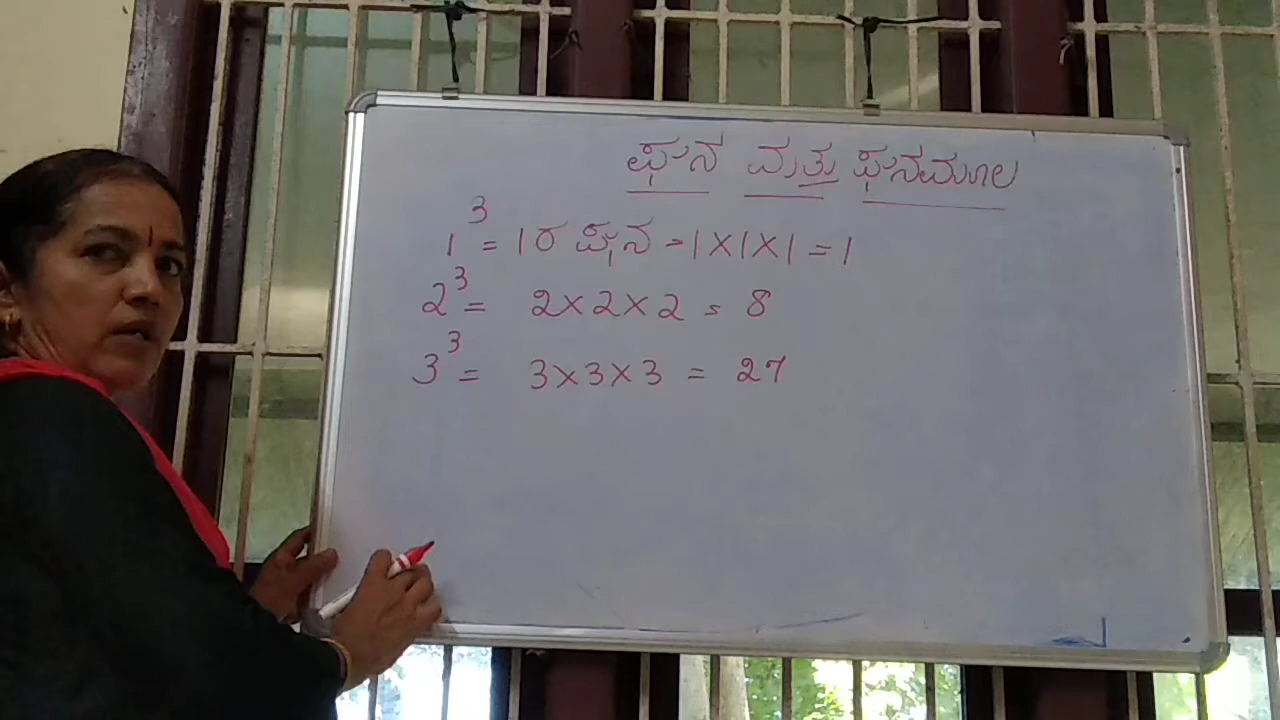 ಘನ ಮತ್ತು ಘನಮೂಲ
1³ = 1ರ ಘನ = 1×1×1 = 1
2³ = 2×2×2 = 8
3³ = 3×3×3 = 27